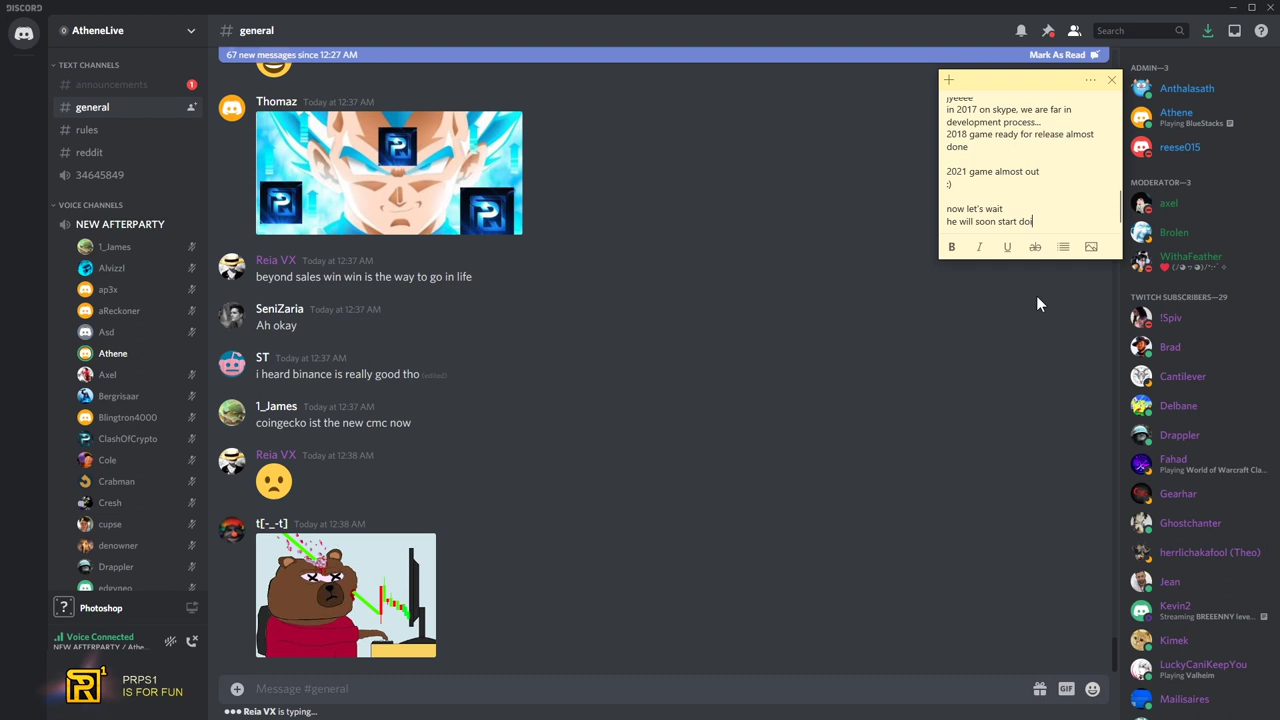 DISCORD
AtheneLive
TEXT CHANNELS
# announcements 1
# general
# rules
# reddit
34645849
VOICE CHANNELS
NEW AFTERPARTY
1_James
Alvizzl
ap3x
aReckoner
Asd
Athene
Axel
Bergrisaar
Blingtron4000
ClashOfCrypto
Cole
Crabman
Cresh
cupse
denowner
Drappler
edgyneo
? Photoshop
Voice Connected
NEW AFTERPARTY / Athe...
PRPS1
IS FOR FUN
# general
Search
67 new messages since 12:27 AM Mark As Read
Thomaz Today at 12:37 AM
Reia VX Today at 12:37 AM
beyond sales win win is the way to go in life
SeniZaria Today at 12:37 AM
Ah okay
ST Today at 12:37 AM
i heard binance is really good tho (edited)
1_James Today at 12:37 AM
coingecko ist the new cmc now
Reia VX Today at 12:38 AM
t[-_-t] Today at 12:38 AM
Message #general
GIF
Reia VX is typing...
jyeeee
in 2017 on skype, we are far in
development process...
2018 game ready for release almost
done
2021 game almost out
:)
now let's wait
he will soon start doi
B I U ab
ADMIN—3
Anthalasath
Athene
Playing BlueStacks
reese015
MODERATOR—3
axel
Brolen
WithaFeather
TWITCH SUBSCRIBERS—29
!Spiv
Brad
Cantilever
Delbane
Drappler
Fahad
Playing World of Warcraft Cla...
Gearhar
Ghostchanter
herrlichakafool (Theo)
Jean
Kevin2
Streaming BREEENNY leve...
Kimek
LuckyCaniKeepYou
Playing Valheim
Mailisaires